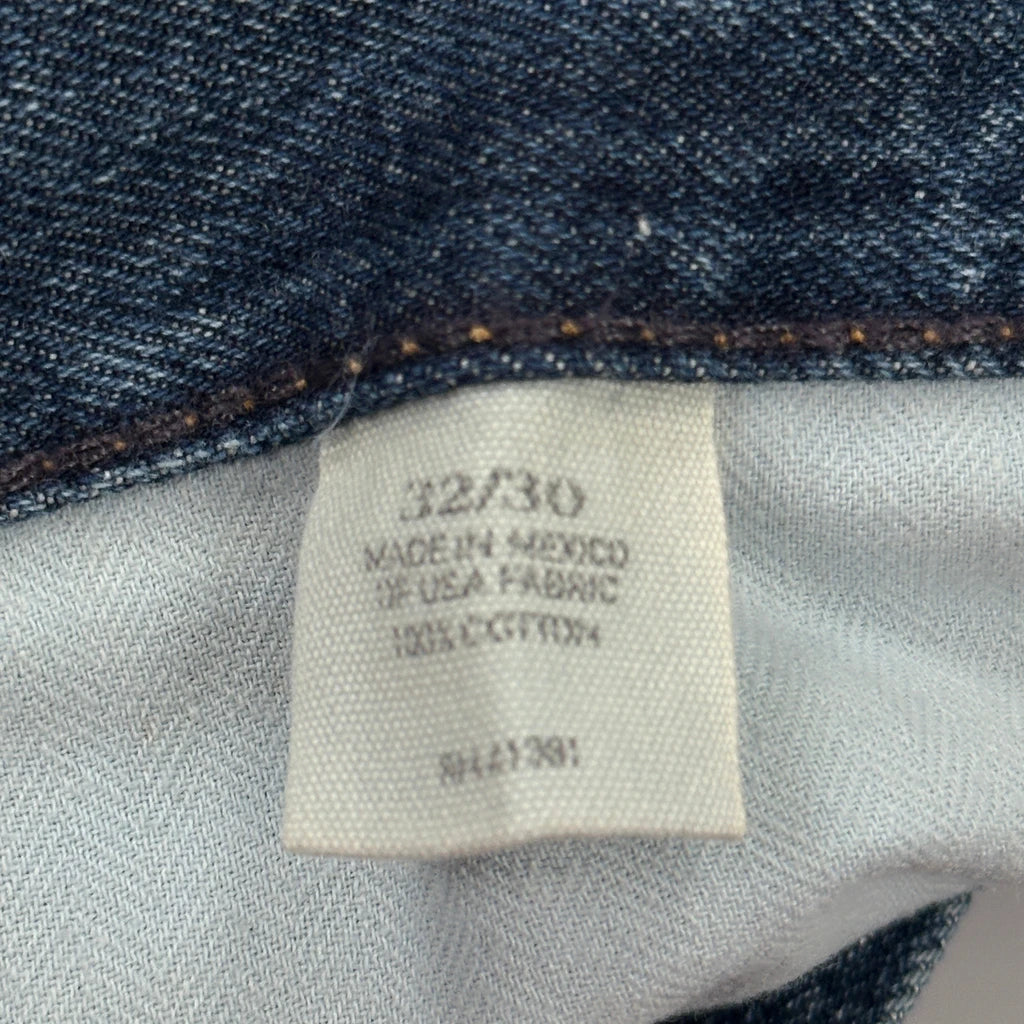 32/30
MADE IN MEXICO
OF USA FABRIC
100% COTTON